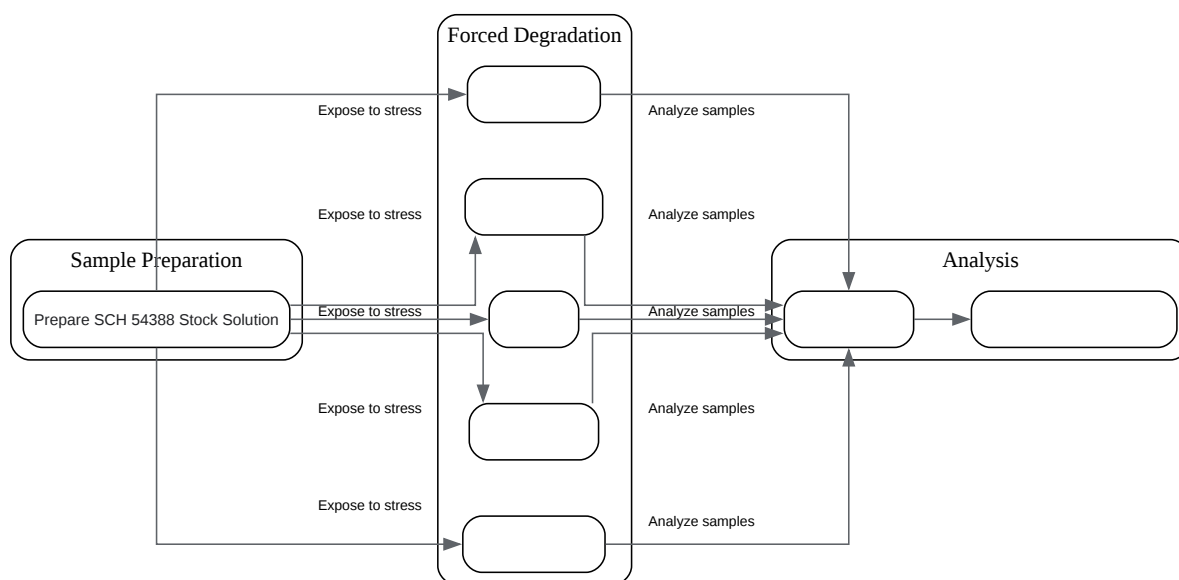 Forced Degradation
Expose to stress
Analyze samples
Expose to stress
Analyze samples
Sample Preparation
Analysis
Prepare SCH 54388 Stock Solution
Expose to stress
Analyze samples
Expose to stress
Analyze samples
Expose to stress
Analyze samples